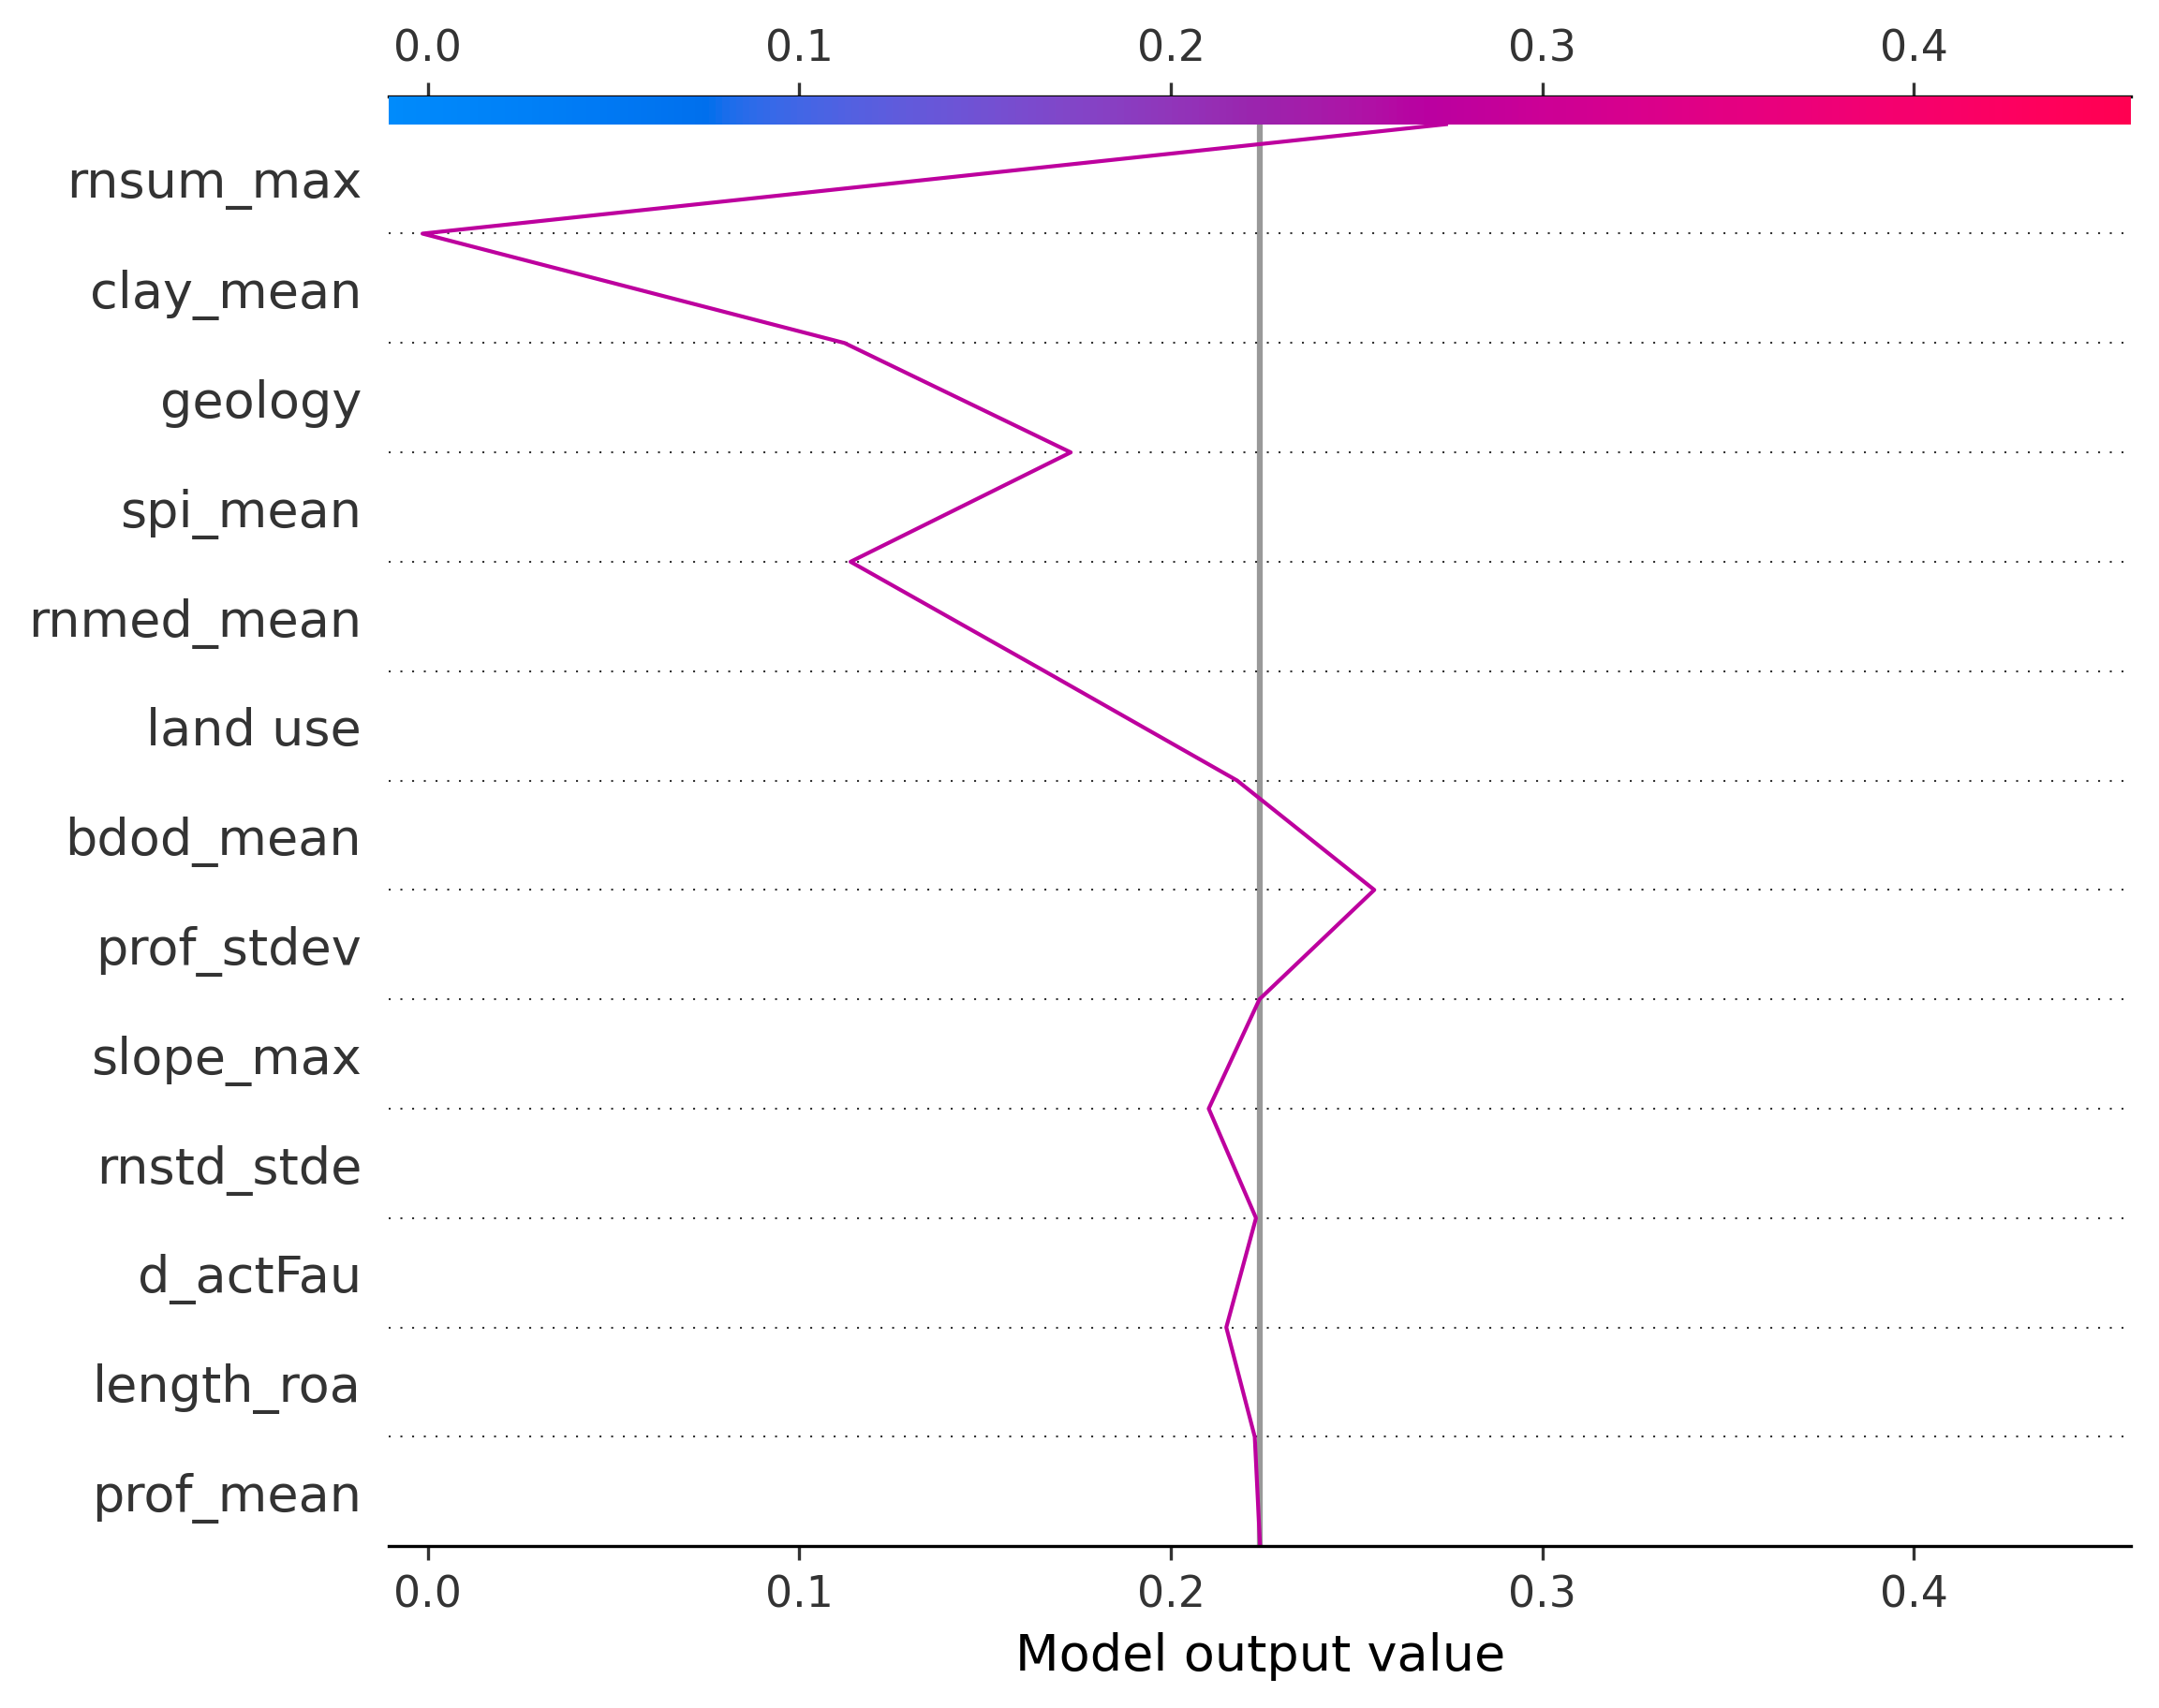 0.0 0.1 0.2 0.3 0.4
rnsum_max
clay_mean
geology
spi_mean
rnmed_mean
land use
bdod_mean
prof_stdev
slope_max
rnstd_stde
d_actFau
length_roa
prof_mean
0.0 0.1 0.2 0.3 0.4
Model output value